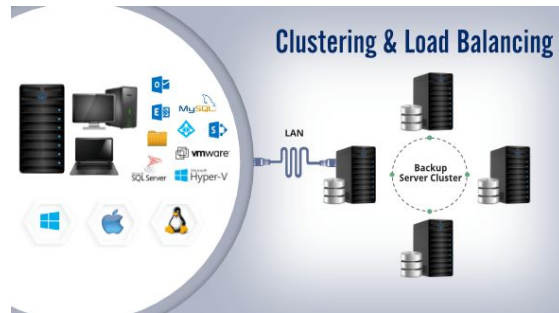 Clustering & Load Balancing
MySQL
vmware
SQL Server
Hyper-V
LAN
Backup
Server Cluster